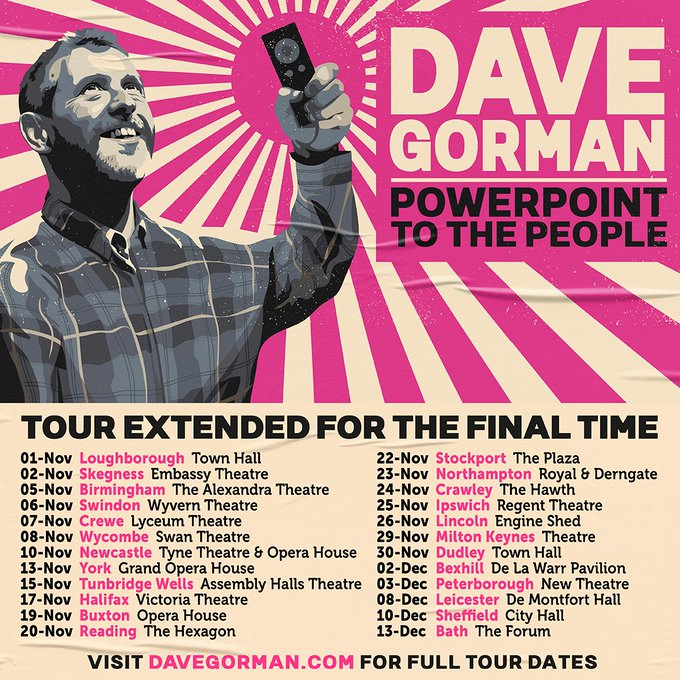 DAVE
GORMAN
POWERPOINT
TO THE PEOPLE
TOUR EXTENDED FOR THE FINAL TIME
01-Nov Loughborough Town Hall
02-Nov Skegness Embassy Theatre
05-Nov Birmingham The Alexandra Theatre
06-Nov Swindon Wyvern Theatre
07-Nov Crewe Lyceum Theatre
08-Nov Wycombe Swan Theatre
10-Nov Newcastle Tyne Theatre & Opera House
13-Nov York Grand Opera House
15-Nov Tunbridge Wells Assembly Halls Theatre
17-Nov Halifax Victoria Theatre
19-Nov Buxton Opera House
20-Nov Reading The Hexagon
22-Nov Stockport The Plaza
23-Nov Northampton Royal & Derngate
24-Nov Crawley The Hawth
25-Nov Ipswich Regent Theatre
26-Nov Lincoln Engine Shed
29-Nov Milton Keynes Theatre
30-Nov Dudley Town Hall
02-Dec Bexhill De La Warr Pavilion
03-Dec Peterborough New Theatre
08-Dec Leicester De Montfort Hall
10-Dec Sheffield City Hall
13-Dec Bath The Forum
VISIT DAVEGORMAN.COM FOR FULL TOUR DATES